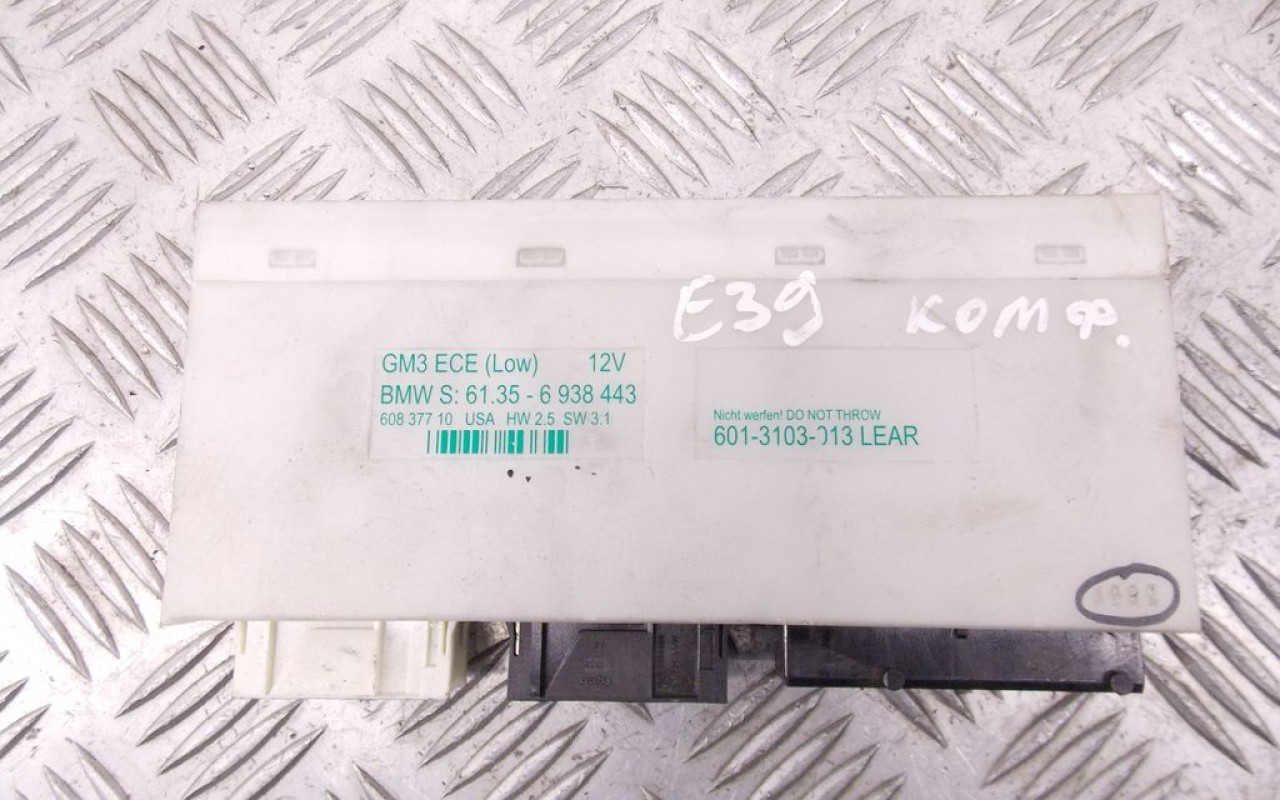 E39 комф.
GM3 ECE (Low) 12V
BMW S: 61.35 - 6 938 443
608 377 10 USA HW 2.5 SW 3.1
Nicht werfen! DO NOT THROW
601-3103-013 LEAR